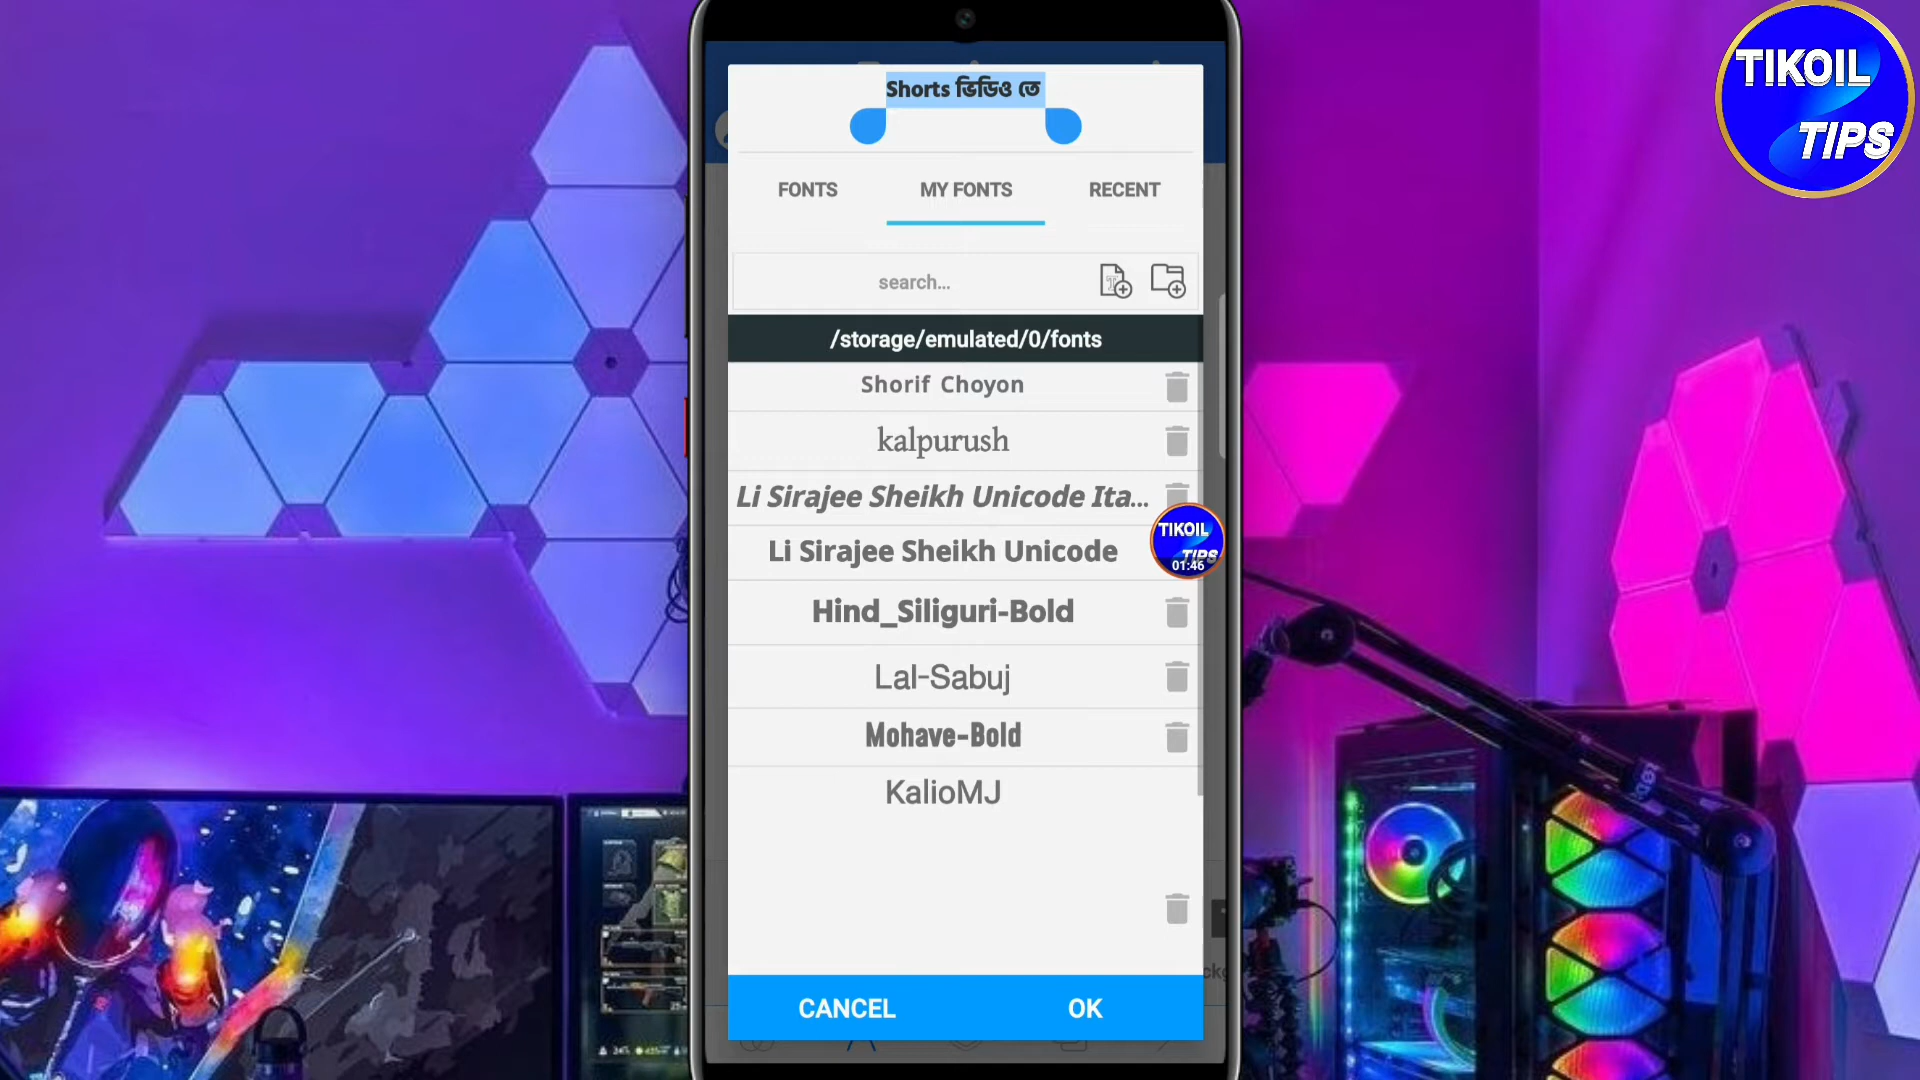 TIKOIL
TIPS
Shorts ভিডিও তে
FONTS
MY FONTS
RECENT
search...
/storage/emulated/0/fonts
Shorif Choyon
kalpurush
Li Sirajee Sheikh Unicode Ita...
Li Sirajee Sheikh Unicode
TIKOIL
TIPS
01:46
Hind_Siliguri-Bold
Lal-Sabuj
Mohave-Bold
KalioMJ
CANCEL
OK